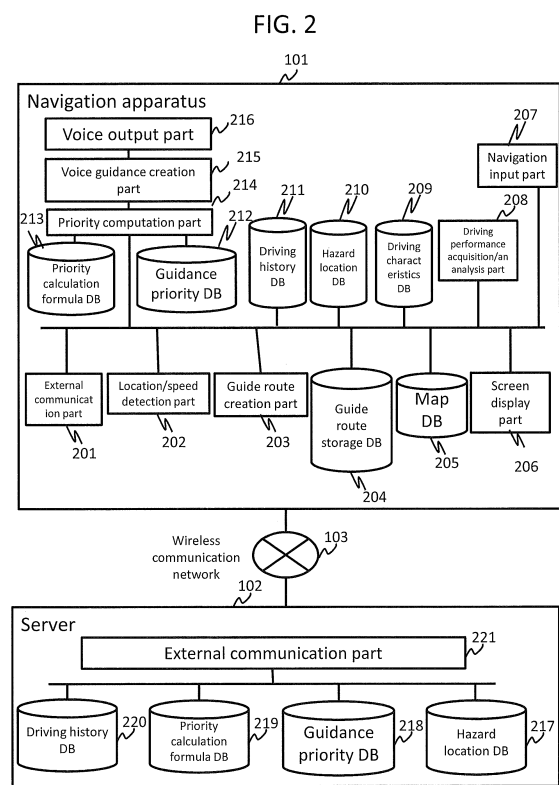 FIG. 2
101
Navigation apparatus
Voice output part
216
207
215
Voice guidance creation
part
Navigation
input part
214
211
210
209
213
Priority computation part
212
208
Priority
calculation
formula DB
Guidance
priority DB
Driving
history
DB
Hazard
location
DB
Driving
charact
eristics
DB
Driving
performance
acquisition/an
analysis part
External
communicat
ion part
201
Location/speed
detection part
202
Guide route
creation part
203
Guide
route
storage DB
204
Map
DB
205
Screen
display
part
206
Wireless
communication
network
103
102
Server
External communication part
221
Driving history
DB
220
Priority
calculation
formula DB
219
Guidance
priority DB
218
Hazard
location DB
217